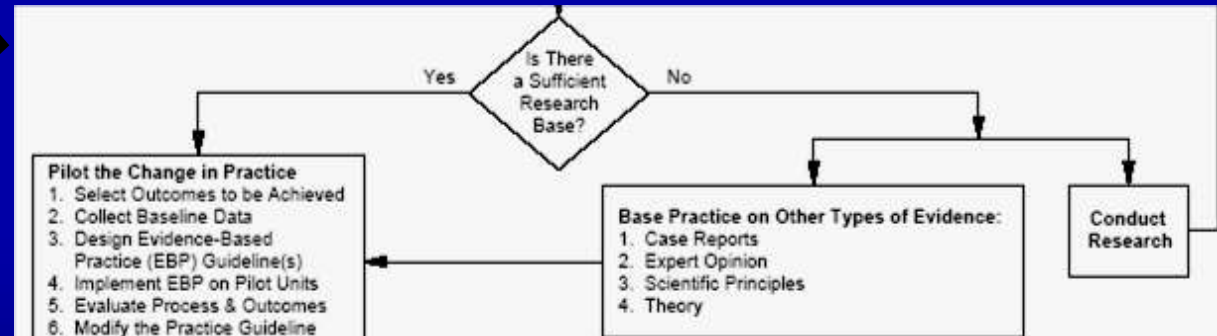 Is There
a Sufficient
Research
Base?
Yes
No
Pilot the Change in Practice
1. Select Outcomes to be Achieved
2. Collect Baseline Data
3. Design Evidence-Based
Practice (EBP) Guideline(s)
4. Implement EBP on Pilot Units
5. Evaluate Process & Outcomes
6. Modify the Practice Guideline
Base Practice on Other Types of Evidence:
1. Case Reports
2. Expert Opinion
3. Scientific Principles
4. Theory
Conduct
Research